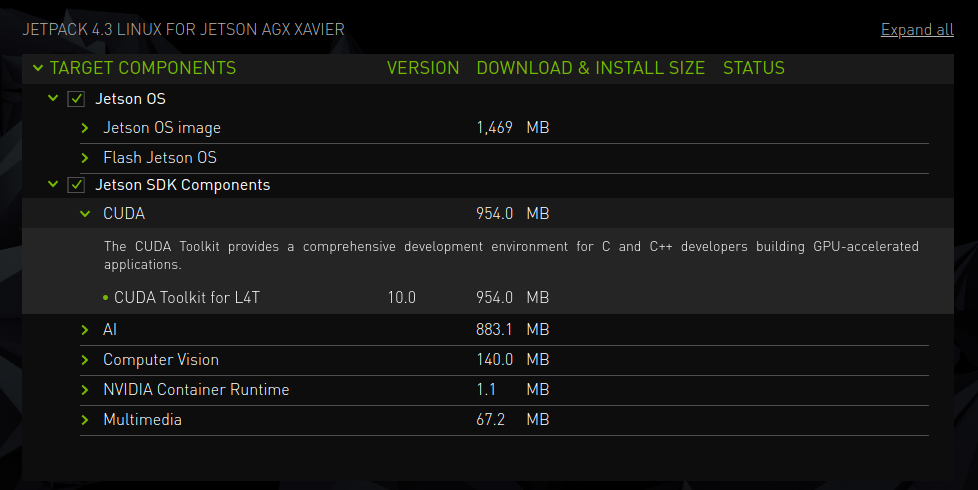 JETPACK 4.3 LINUX FOR JETSON AGX XAVIER Expand all
TARGET COMPONENTS VERSION DOWNLOAD & INSTALL SIZE STATUS
Jetson OS
Jetson OS image 1,469 MB
Flash Jetson OS
Jetson SDK Components
CUDA 954.0 MB
The CUDA Toolkit provides a comprehensive development environment for C and C++ developers building GPU-accelerated
applications.
CUDA Toolkit for L4T 10.0 954.0 MB
AI 883.1 MB
Computer Vision 140.0 MB
NVIDIA Container Runtime 1.1 MB
Multimedia 67.2 MB